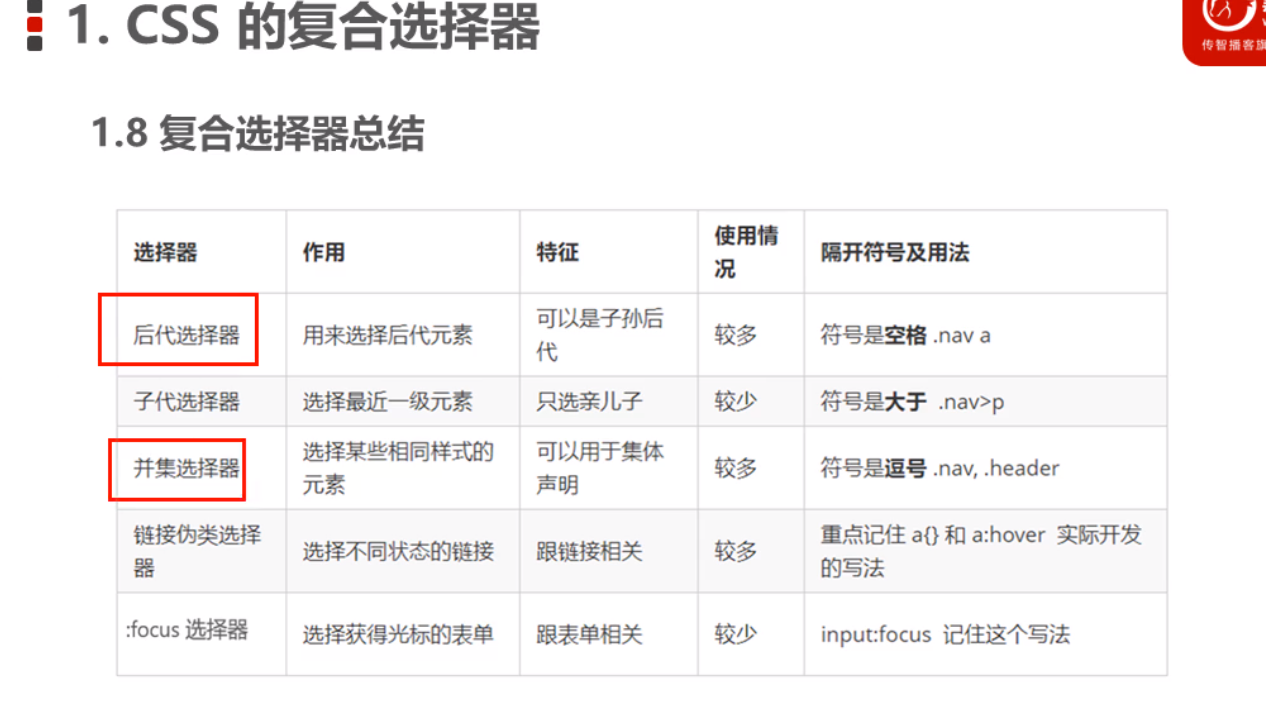 1. CSS 的复合选择器
传智播客旗
1.8 复合选择器总结
选择器 作用 特征 使用情况 隔开符号及用法
后代选择器 用来选择后代元素 可以是子孙后代 较多 符号是空格 .nav a
子代选择器 选择最近一级元素 只选亲儿子 较少 符号是大于 .nav>p
并集选择器 选择某些相同样式的元素 可以用于集体声明 较多 符号是逗号 .nav, .header
链接伪类选择器 选择不同状态的链接 跟链接相关 较多 重点记住 a{} 和 a:hover 实际开发的写法
:focus 选择器 选择获得光标的表单 跟表单相关 较少 input:focus 记住这个写法